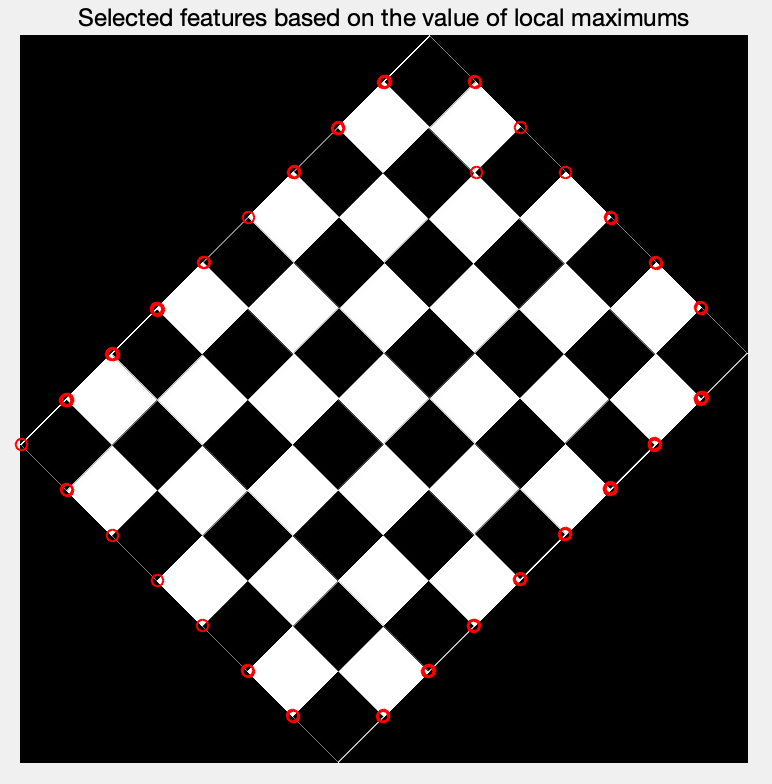 Selected features based on the value of local maximums